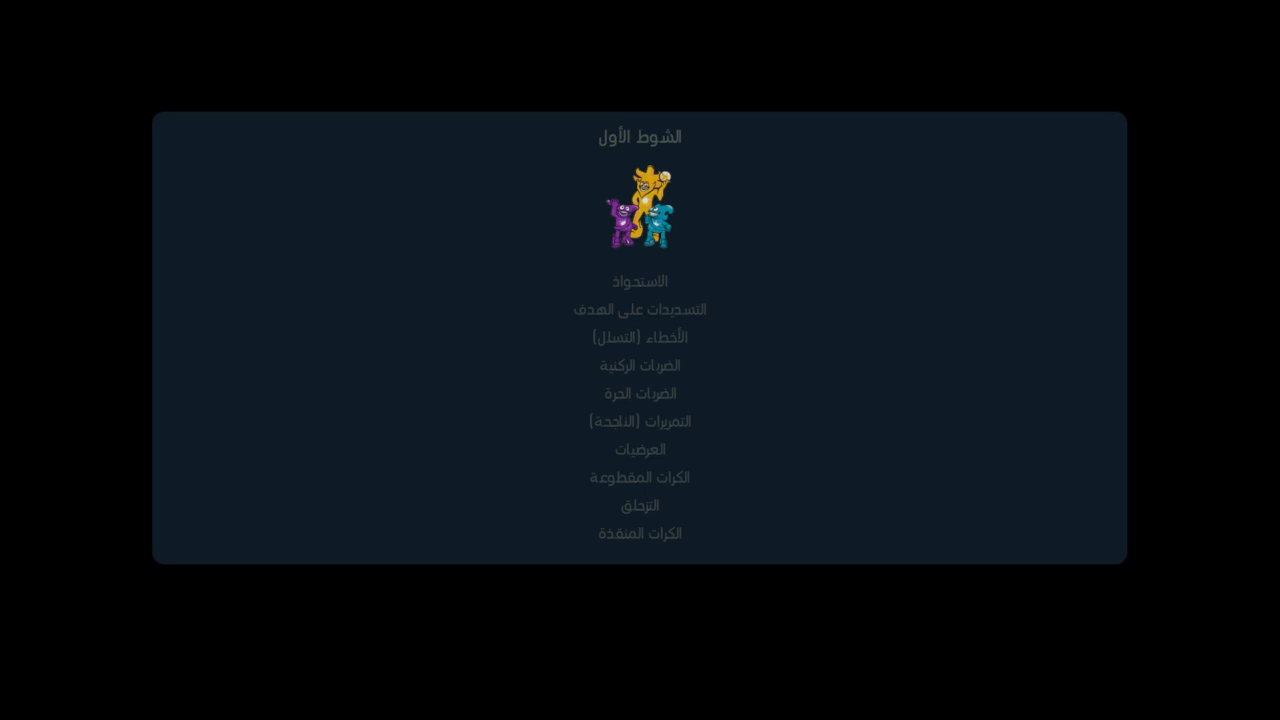 الشوط الأول
الاستحواذ
التسديدات على الهدف
الأخطاء (التسلل)
الضربات الركنية
الضربات الحرة
التمريرات (الناجحة)
العرضيات
الكرات المقطوعة
التزحلق
الكرات المنقذة